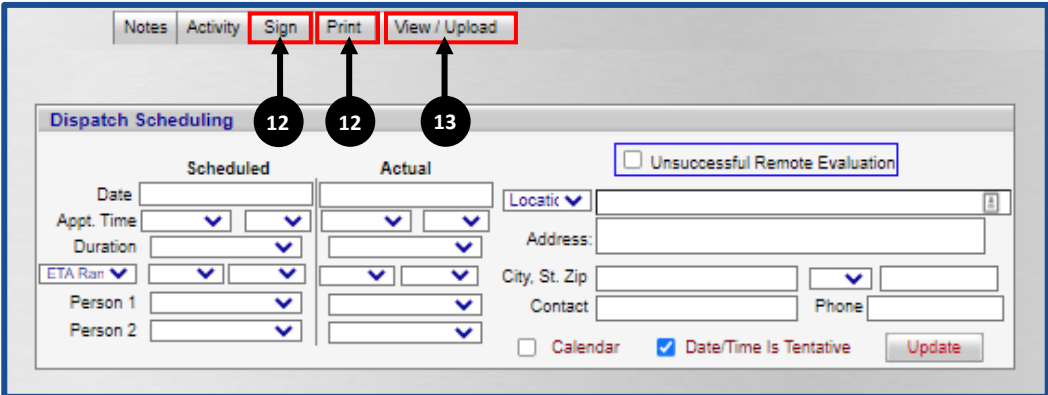 Notes Activity Sign Print View / Upload
12 12 13
Dispatch Scheduling
Scheduled Actual
Unsuccessful Remote Evaluation
Date
Locatic
Appt. Time
Duration
Address:
ETA Ran
City, St. Zip
Person 1
Contact
Phone
Person 2
Calendar Date/Time Is Tentative Update